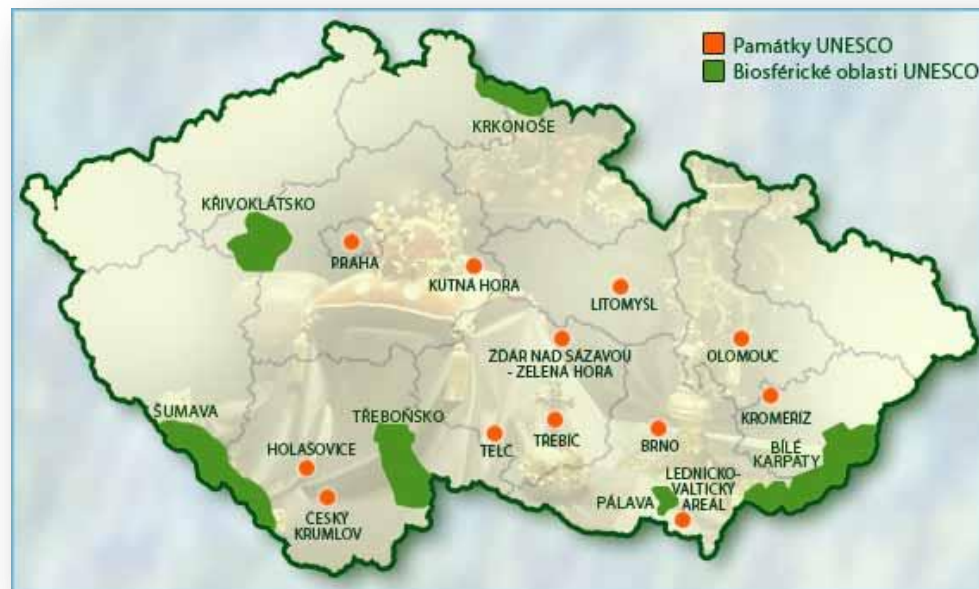 Památky UNESCO
Biosférické oblasti UNESCO
KRKONOŠE
KŘIVOKLÁTSKO
PRAHA
KUTNÁ HORA
LITOMYŠL
ŽĎÁR NAD SÁZAVOU
- ZELENÁ HORA
OLOMOUC
KROMERIZ
ŠUMAVA
TŘEBOŇSKO
HOLAŠOVICE
TELČ
TŘEBÍČ
BRNO
BÍLÉ
KARPATY
LEDNICKO-
VALTICKÝ
AREÁL
PÁLAVA
ČESKÝ
KRUMLOV